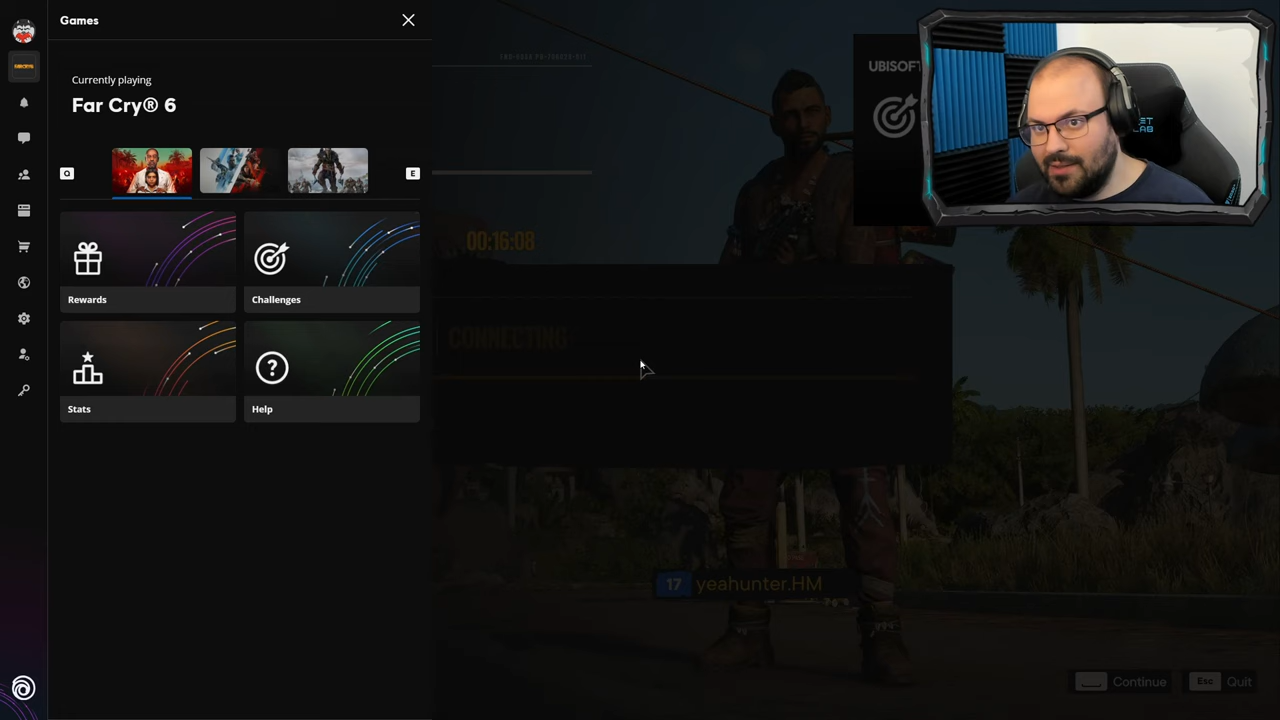 Games
Currently playing
Far Cry® 6
Q
E
Rewards
Challenges
Stats
Help
UBISOFT
00:16:08
CONNECTING
17 yeahunter.HM
Continue
Esc Quit